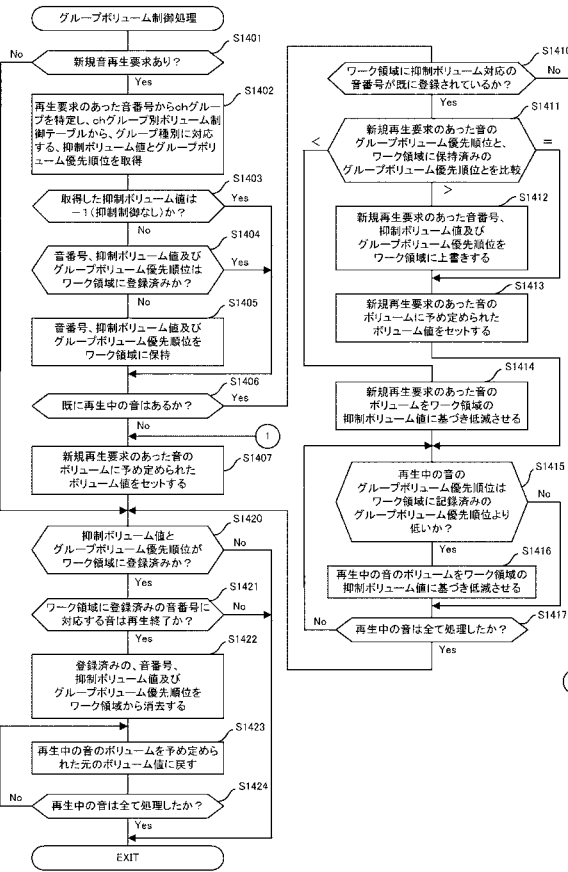 グループボリューム制御処理
S1401
新規音再生要求あり？
No
Yes
S1402
再生要求のあった音番号からchグループ
を特定し、chグループ別ボリューム制
御テーブルから、グループ種別に対応
する、抑制ボリューム値とグループボリ
ューム優先順位を取得
S1403
取得した抑制ボリューム値は
−1（抑制制御なし）か？
Yes
No
S1404
音番号、抑制ボリューム値及び
グループボリューム優先順位は
ワーク領域に登録済みか？
Yes
No
S1405
音番号、抑制ボリューム値及び
グループボリューム優先順位を
ワーク領域に保持
S1406
既に再生中の音はあるか？
Yes
No
1
新規再生要求のあった音の
ボリュームに予め定められた
ボリューム値をセットする
S1407
S1420
抑制ボリューム値と
グループボリューム優先順位が
ワーク領域に登録済みか？
No
Yes
S1421
ワーク領域に登録済みの音番号に
対応する音は再生終了か？
No
Yes
S1422
登録済みの、音番号、
抑制ボリューム値及び
グループボリューム優先順位を
ワーク領域から消去する
S1423
再生中の音のボリュームを予め定めら
れた元のボリューム値に戻す
S1424
再生中の音は全て処理したか？
No
Yes
EXIT
S1410
ワーク領域に抑制ボリューム対応の
音番号が既に登録されているか？
No
Yes
S1411
新規再生要求のあった音の
グループボリューム優先順位と、
ワーク領域に保持済みの
グループボリューム優先順位とを比較
<
=
>
S1412
新規再生要求のあった音番号、
抑制ボリューム値及び
グループボリューム優先順位を
ワーク領域に上書きする
S1413
新規再生要求のあった音の
ボリュームに予め定められた
ボリューム値をセットする
S1414
新規再生要求のあった音の
ボリュームをワーク領域の
抑制ボリューム値に基づき低減させる
S1415
再生中の音の
グループボリューム優先順位は
ワーク領域に記録済みの
グループボリューム優先順位より
低いか？
No
Yes
S1416
再生中の音のボリュームをワーク領域の
抑制ボリューム値に基づき低減させる
S1417
再生中の音は全て処理したか？
No
Yes